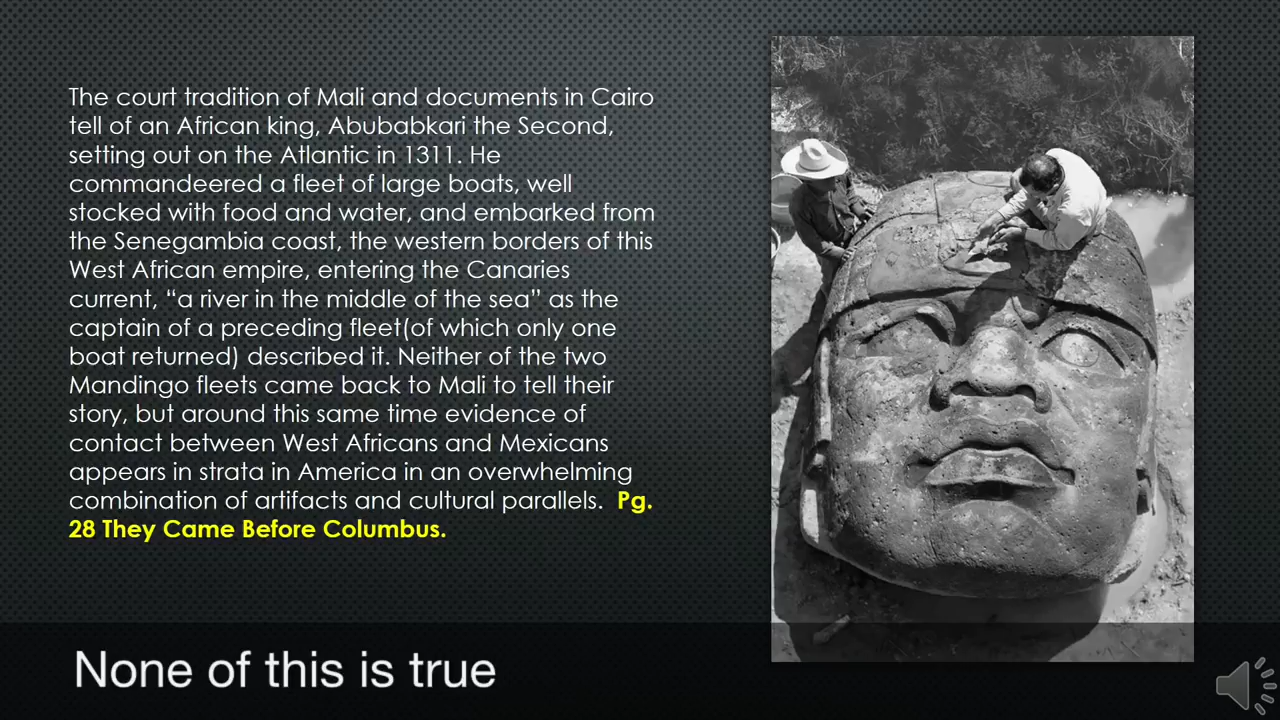 The court tradition of Mali and documents in Cairo
tell of an African king, Abubabkari the Second,
setting out on the Atlantic in 1311. He
commandeered a fleet of large boats, well
stocked with food and water, and embarked from
the Senegambia coast, the western borders of this
West African empire, entering the Canaries
current, “a river in the middle of the sea” as the
captain of a preceding fleet(of which only one
boat returned) described it. Neither of the two
Mandingo fleets came back to Mali to tell their
story, but around this same time evidence of
contact between West Africans and Mexicans
appears in strata in America in an overwhelming
combination of artifacts and cultural parallels. Pg.
28 They Came Before Columbus.
None of this is true